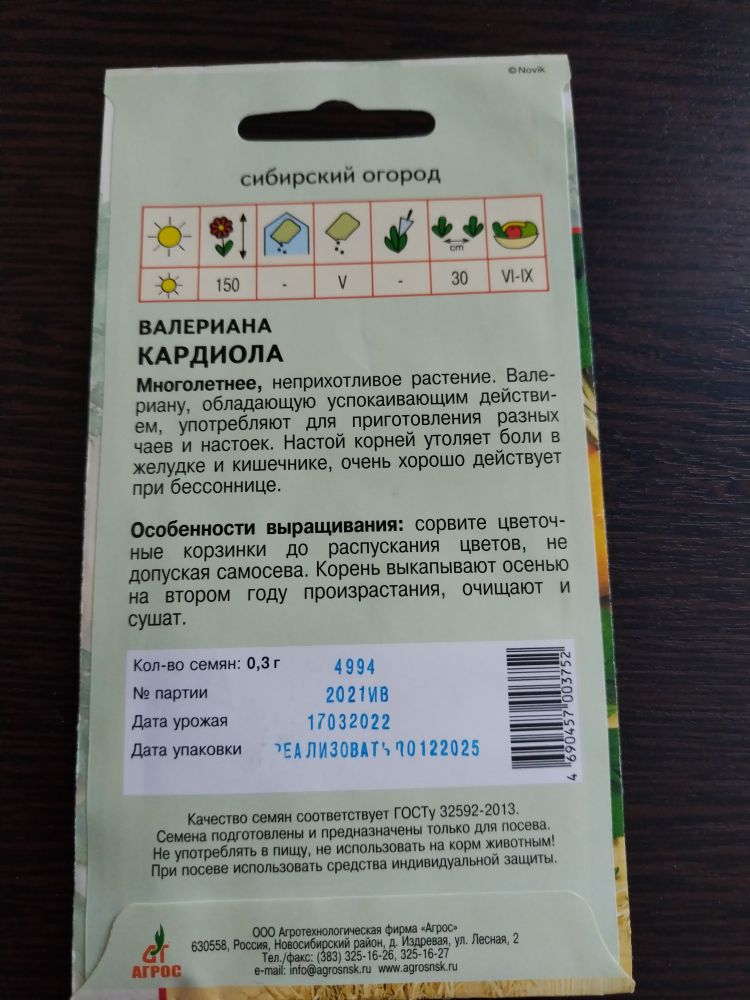 © Novik
сибирский огород
cm
150 - V - 30 VI-IX
ВАЛЕРИАНА
КАРДИОЛА
Многолетнее, неприхотливое растение. Вале-
риану, обладающую успокаивающим действи-
ем, употребляют для приготовления разных
чаев и настоек. Настой корней утоляет боли в
желудке и кишечнике, очень хорошо действует
при бессоннице.
Особенности выращивания: сорвите цветоч-
ные корзинки до распускания цветов, не
допуская самосева. Корень выкапывают осенью
на втором году произрастания, очищают и
сушат.
Кол-во семян: 0,3 г 4994
№ партии 2021ИВ
Дата урожая 17032022
Дата упаковки РЕАЛИЗОВАТЬ ДО122025
4 690457 003752
Качество семян соответствует ГОСТу 32592-2013.
Семена подготовлены и предназначены только для посева.
Не употреблять в пищу, не использовать на корм животным!
При посеве использовать средства индивидуальной защиты.
АГРОС
ООО Агротехнологическая фирма «Агрос»
630558, Россия, Новосибирский район, д. Издревая, ул. Лесная, 2
Тел./факс: (383) 325-16-26, 325-16-27
e-mail: info@agrosnsk.ru www.agrosnsk.ru